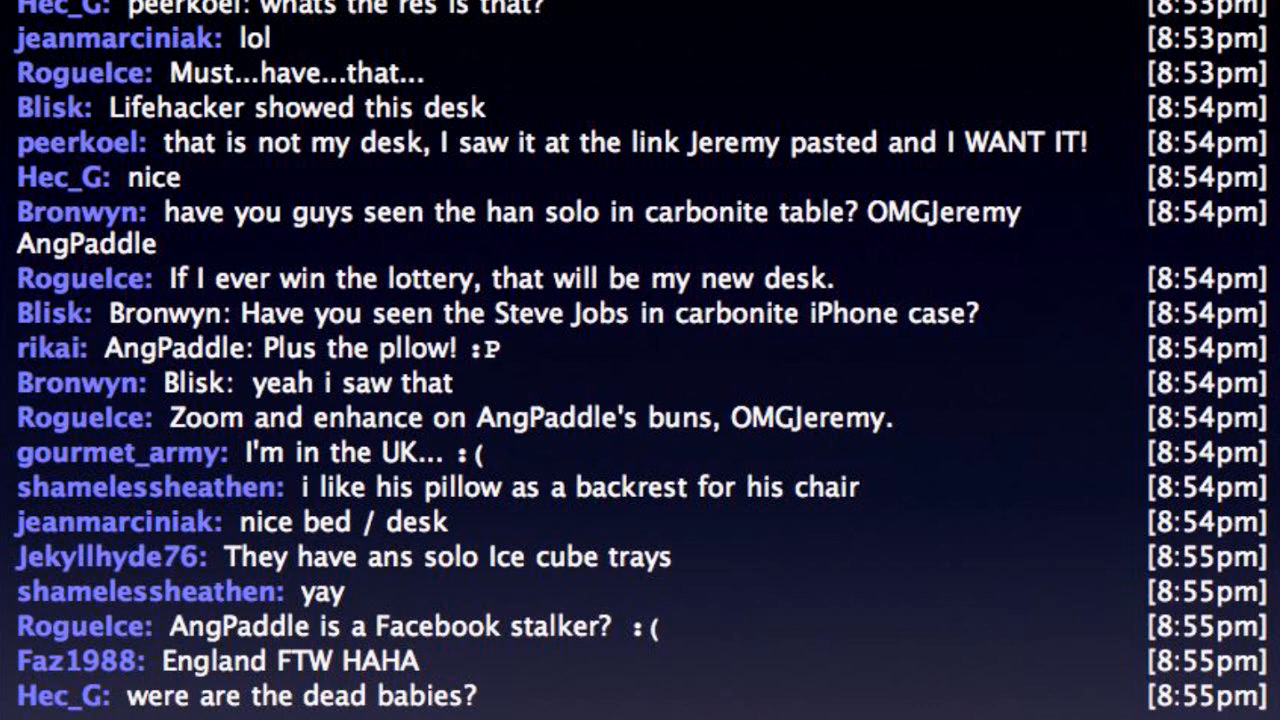 Hec_G: peerkoel: whats the res is that? [8:53pm]
jeanmarciniak: lol [8:53pm]
RogueIce: Must...have...that... [8:53pm]
Blisk: Lifehacker showed this desk [8:54pm]
peerkoel: that is not my desk, I saw it at the link Jeremy pasted and I WANT IT! [8:54pm]
Hec_G: nice [8:54pm]
Bronwyn: have you guys seen the han solo in carbonite table? OMGJeremy [8:54pm]
AngPaddle
RogueIce: If I ever win the lottery, that will be my new desk. [8:54pm]
Blisk: Bronwyn: Have you seen the Steve Jobs in carbonite iPhone case? [8:54pm]
rikai: AngPaddle: Plus the pllow! :P [8:54pm]
Bronwyn: Blisk: yeah i saw that [8:54pm]
RogueIce: Zoom and enhance on AngPaddle's buns, OMGJeremy. [8:54pm]
gourmet_army: I'm in the UK... :( [8:54pm]
shamelessheathen: i like his pillow as a backrest for his chair [8:54pm]
jeanmarciniak: nice bed / desk [8:54pm]
Jekyllhyde76: They have ans solo Ice cube trays [8:55pm]
shamelessheathen: yay [8:55pm]
RogueIce: AngPaddle is a Facebook stalker? :( [8:55pm]
Faz1988: England FTW HAHA [8:55pm]
Hec_G: were are the dead babies? [8:55pm]